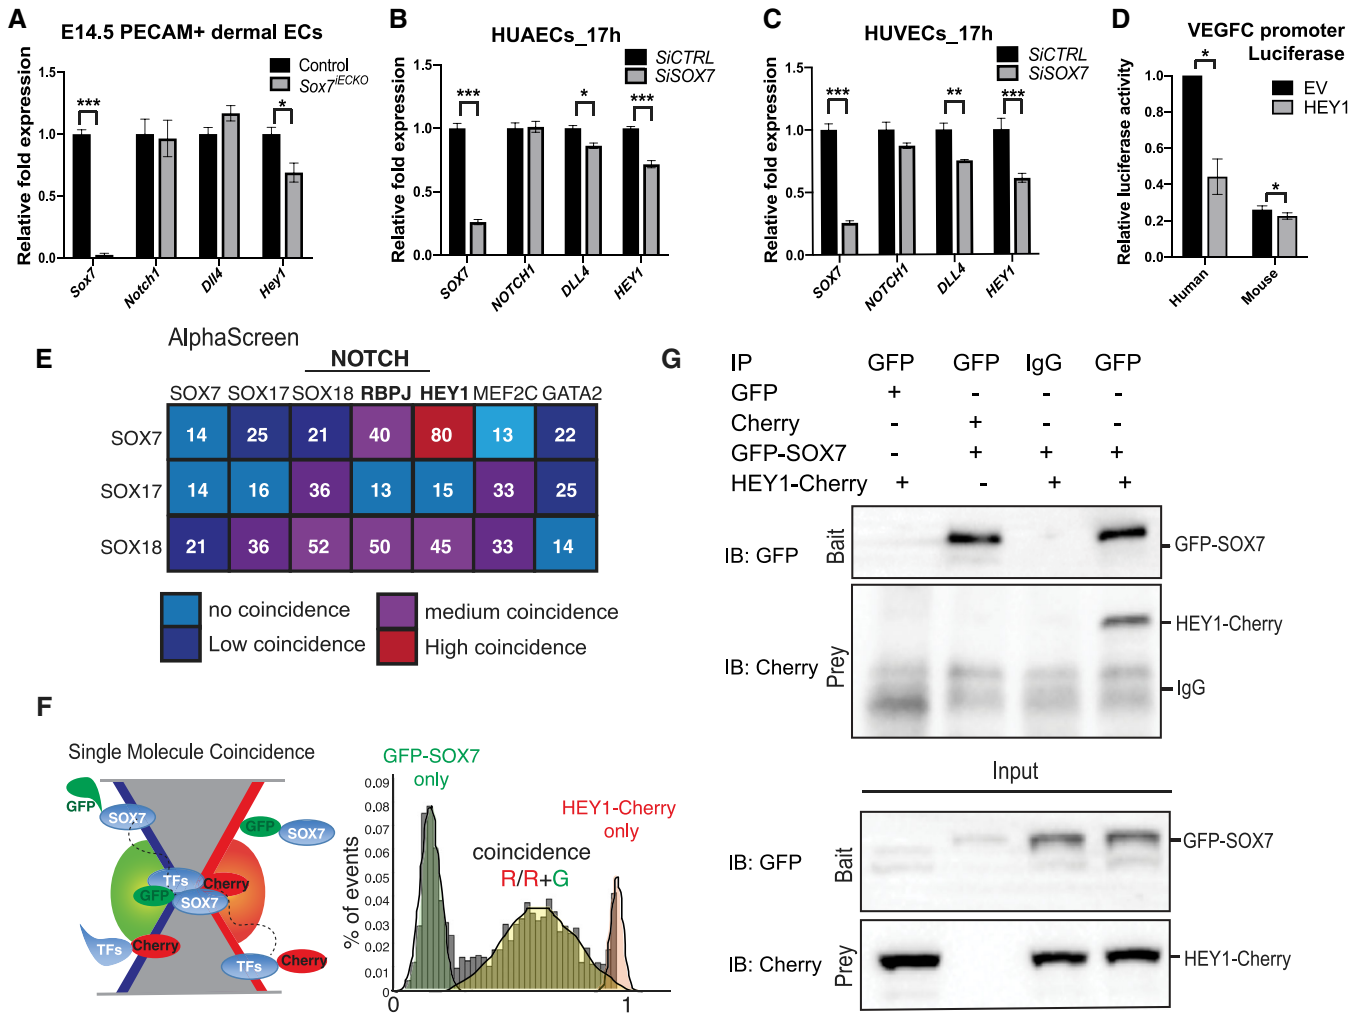 A
E14.5 PECAM+ dermal ECs
Control
Sox7iECKO
Relative fold expression
1.5
1.0
0.5
0.0
***
*
Sox7
Notch1
Dll4
Hey1
B
HUAECs_17h
SiCTRL
SiSOX7
Relative fold expression
1.5
1.0
0.5
0.0
***
*
***
SOX7
NOTCH1
DLL4
HEY1
C
HUVECs_17h
SiCTRL
SiSOX7
Relative fold expression
1.5
1.0
0.5
0.0
***
**
***
SOX7
NOTCH1
DLL4
HEY1
D
VEGFC promoter
Luciferase
EV
HEY1
Relative luciferase activity
1.0
0.8
0.6
0.4
0.2
0.0
*
*
Human
Mouse
E
AlphaScreen
NOTCH
SOX7 SOX17 SOX18 RBPJ HEY1 MEF2C GATA2
SOX7 14 25 21 40 80 13 22
SOX17 14 16 36 13 15 33 25
SOX18 21 36 52 50 45 33 14
no coincidence
medium coincidence
Low coincidence
High coincidence
F
Single Molecule Coincidence
GFP
SOX7
GFP
SOX7
TFs
Cherry
GFP
SOX7
TFs
Cherry
TFs
Cherry
GFP-SOX7
only
HEY1-Cherry
only
coincidence
R/R+G
% of events
0.09
0.08
0.07
0.06
0.05
0.04
0.03
0.02
0.01
0
1
G
IP GFP GFP IgG GFP
GFP + - - -
Cherry - + - -
GFP-SOX7 - + + +
HEY1-Cherry + - + +
IB: GFP
Bait
GFP-SOX7
IB: Cherry
Prey
HEY1-Cherry
IgG
Input
IB: GFP
Bait
GFP-SOX7
IB: Cherry
Prey
HEY1-Cherry